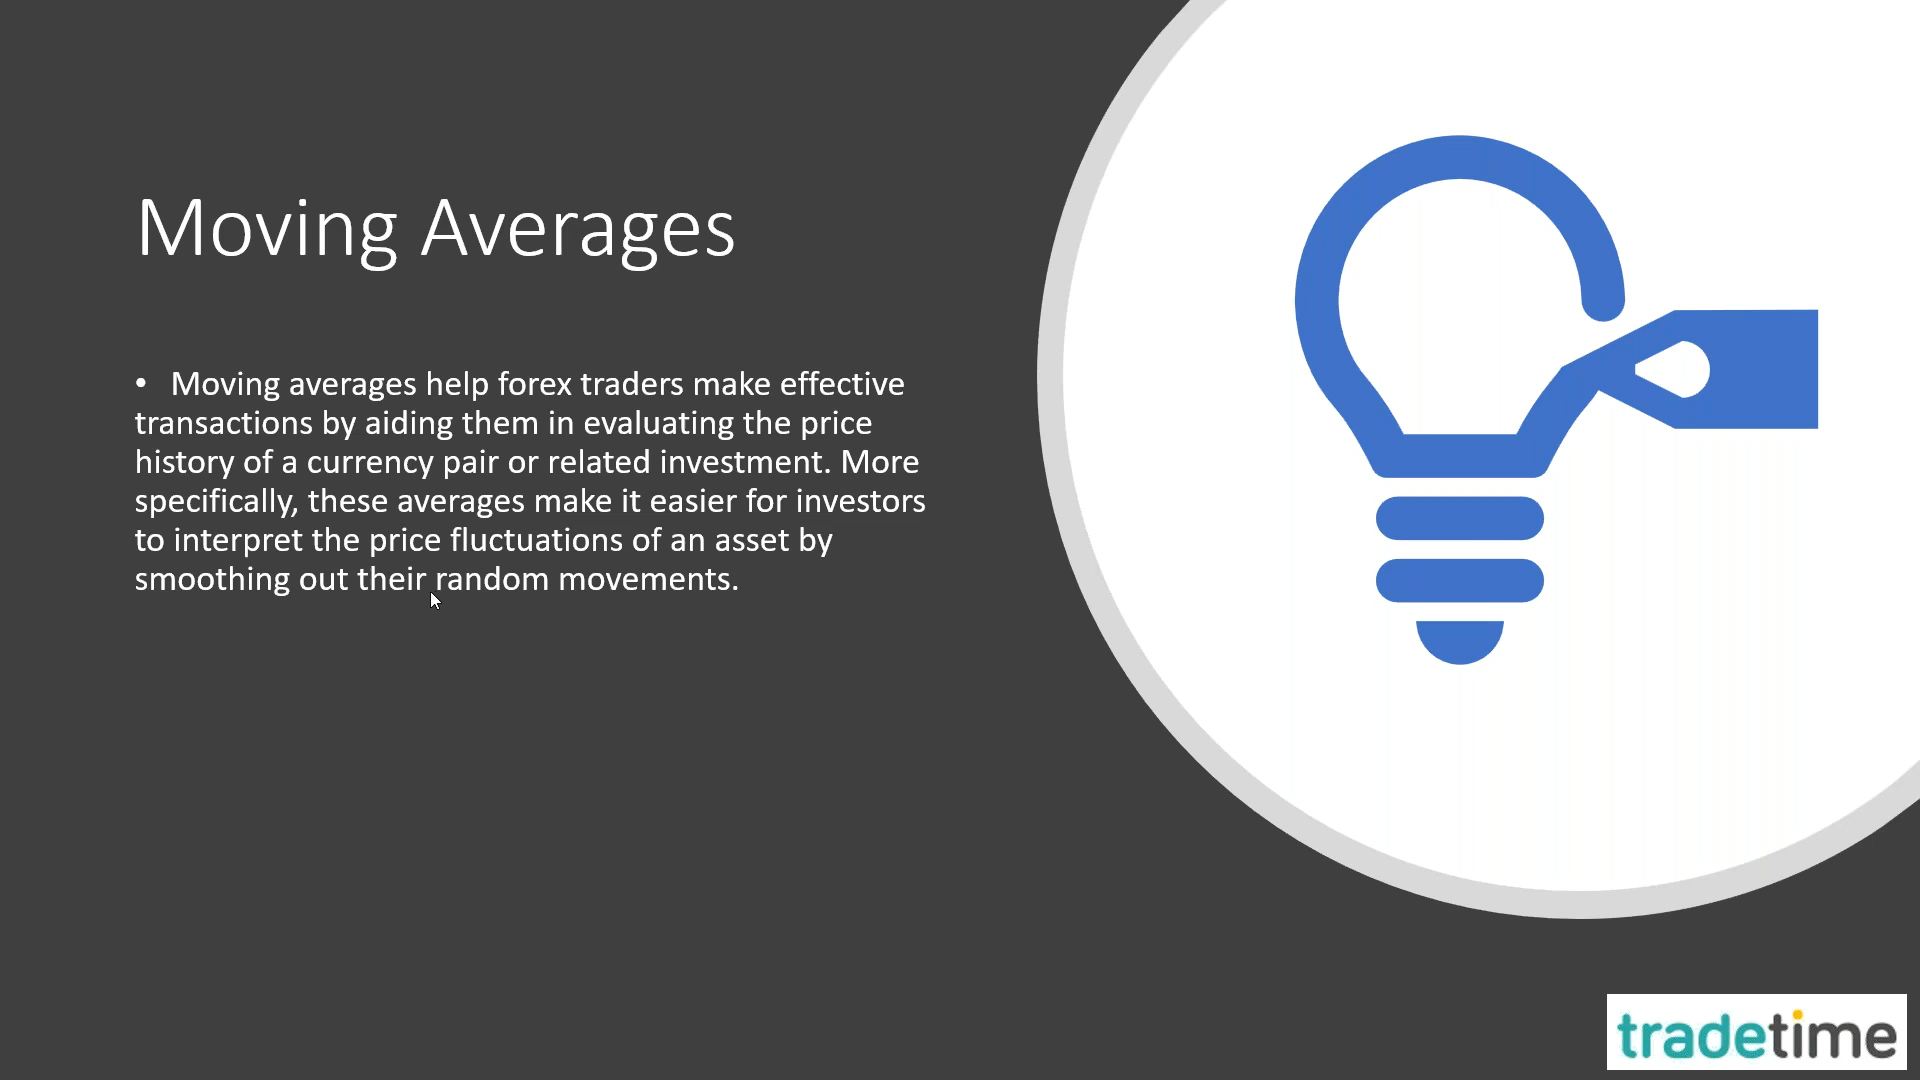 Moving Averages
• Moving averages help forex traders make effective
transactions by aiding them in evaluating the price
history of a currency pair or related investment. More
specifically, these averages make it easier for investors
to interpret the price fluctuations of an asset by
smoothing out their random movements.
tradetime